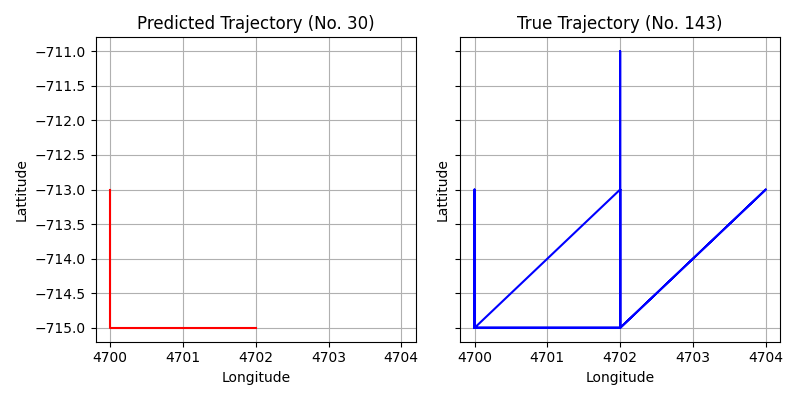 Predicted Trajectory (No. 30)
−711.0
−711.5
−712.0
−712.5
−713.0
−713.5
−714.0
−714.5
−715.0
Lattitude
4700 4701 4702 4703 4704
Longitude
True Trajectory (No. 143)
Lattitude
4700 4701 4702 4703 4704
Longitude